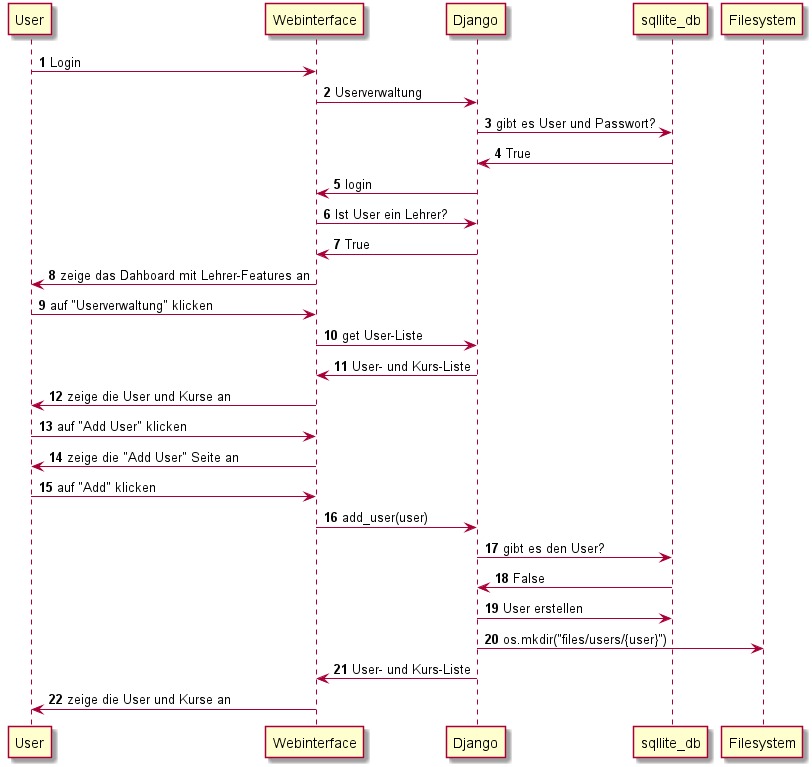 User Webinterface Django sqllite_db Filesystem
1 Login
2 Userverwaltung
3 gibt es User und Passwort?
4 True
5 login
6 Ist User ein Lehrer?
7 True
8 zeige das Dahboard mit Lehrer-Features an
9 auf "Userverwaltung" klicken
10 get User-Liste
11 User- und Kurs-Liste
12 zeige die User und Kurse an
13 auf "Add User" klicken
14 zeige die "Add User" Seite an
15 auf "Add" klicken
16 add_user(user)
17 gibt es den User?
18 False
19 User erstellen
20 os.mkdir("files/users/{user}")
21 User- und Kurs-Liste
22 zeige die User und Kurse an
User Webinterface Django sqllite_db Filesystem